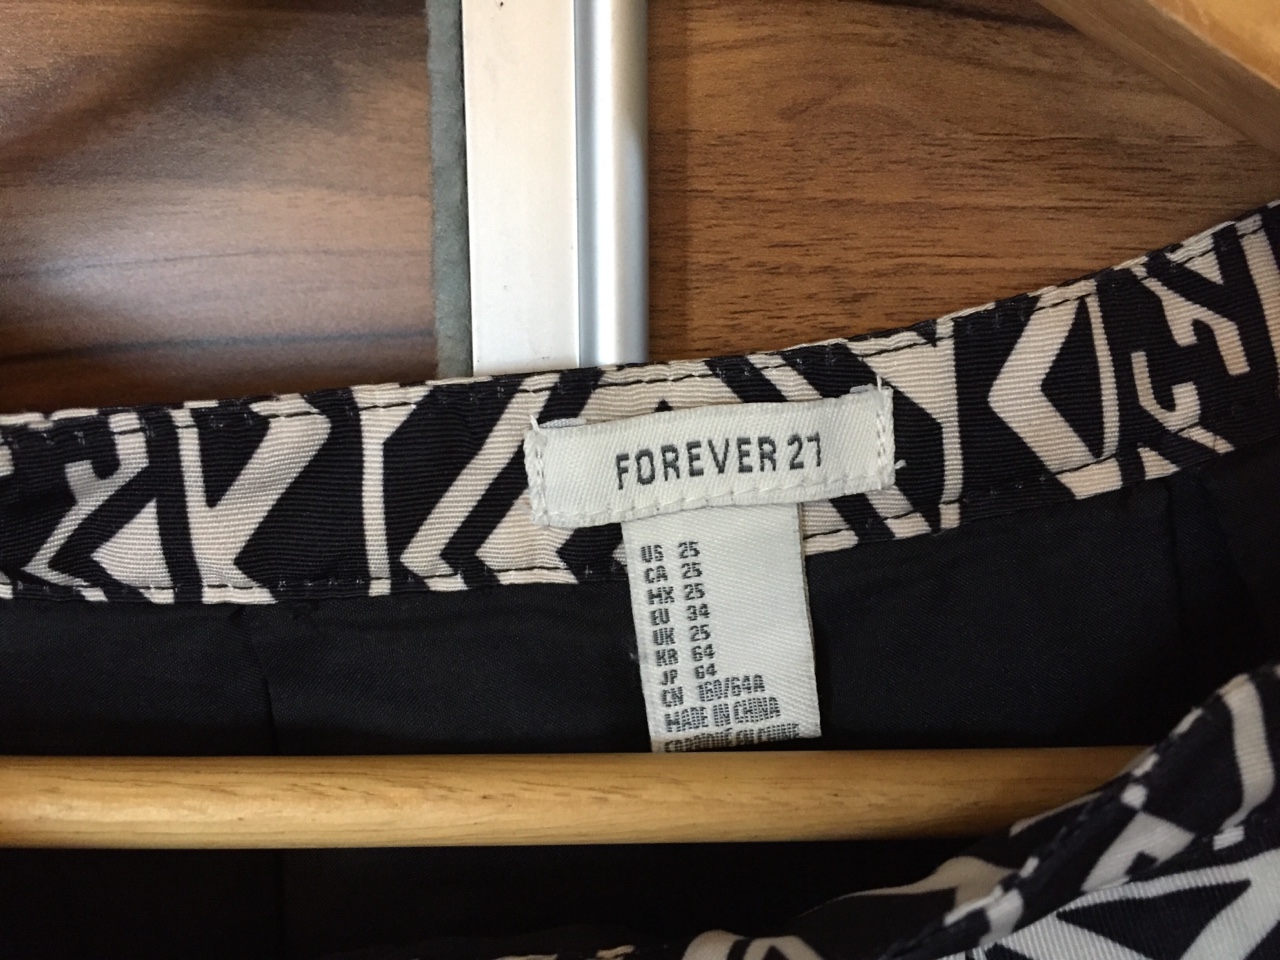 FOREVER 21
US 25
CA 25
MX 25
EU 34
UK 25
KR 64
JP 64
CN 160/64A
MADE IN CHINA